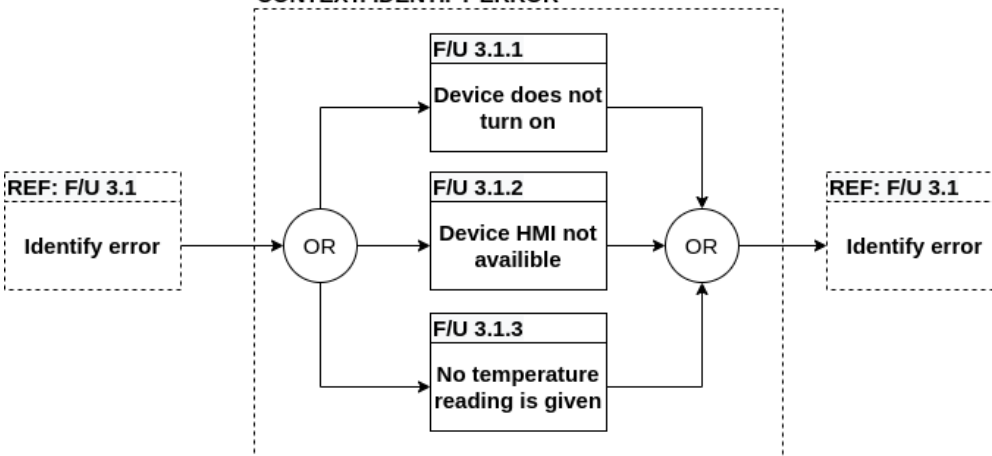 REF: F/U 3.1
Identify error
OR
F/U 3.1.1
Device does not
turn on
F/U 3.1.2
Device HMI not
availible
F/U 3.1.3
No temperature
reading is given
OR
REF: F/U 3.1
Identify error